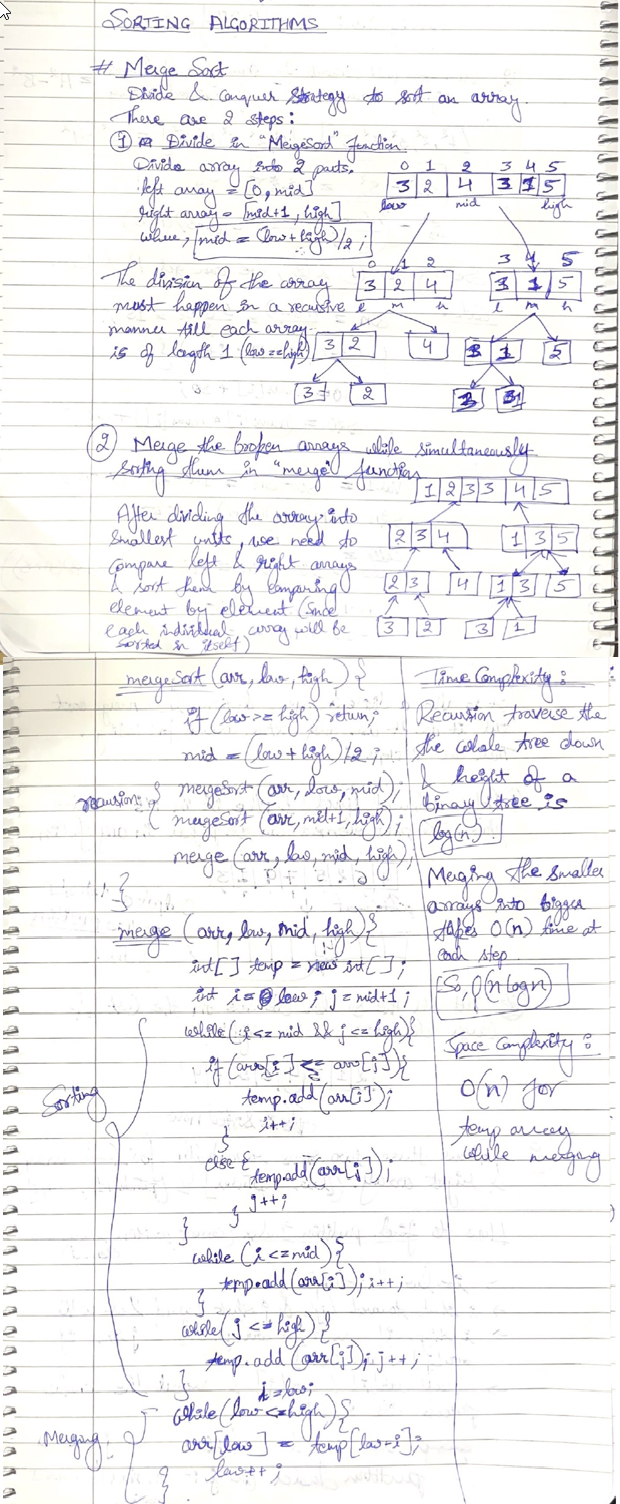 SORTING ALGORITHMS
# Merge Sort
Divide & Conquer Strategy to sort an array.
There are 2 steps:
① Divide in "MergeSort" function.
Divide array into 2 parts.
left array = [0, mid]
right array = [mid+1, high]
where, mid = (low+high)/2 ;
0 1 2 3 4 5
3 2 4 3 1 5
low mid high
The division of the array
must happen in a recursive
manner till each array
is of length 1 (low==high)
0 1 2 3 4 5
3 2 4 3 1 5
l m h l m h
3 2 4 3 1 5
3 2 3 1
② Merge the broken arrays while simultaneously
sorting them in "merge" function
After dividing the array into
smallest units, we need to
compare left & right arrays
& sort them by comparing
element by element (Since
each individual array will be
sorted in itself)
1 2 3 3 4 5
2 3 4 1 3 5
2 3 4 1 3 5
3 2 3 1
mergeSort (arr, low, high) {
if (low >= high) return;
mid = (low + high)/2 ;
recursion { mergeSort (arr, low, mid);
mergeSort (arr, mid+1, high);
merge (arr, low, mid, high);
}
merge (arr, low, mid, high){
int[] temp = new int[];
int i = low; j = mid+1 ;
Sorting
while( i <= mid && j <= high){
if (arr[i] <= arr[j]){
temp.add(arr[i]);
i++;
}
else {
temp.add(arr[j]);
j++;
}
}
while (i <= mid) {
temp.add(arr[i]); i++;
}
while(j <= high) {
temp.add (arr[j]); j++;
}
i = low;
Merging
while(low <= high){
arr[low] = temp[low-i];
low++ ;
}
Time Complexity :
Recursion traverse the
the whole tree down
& height of a
binary tree is
log(n)
Merging the smaller
arrays into bigger
takes O(n) time at
each step.
So, O(n logn)
Space Complexity :
O(n) for
temp array
while merging